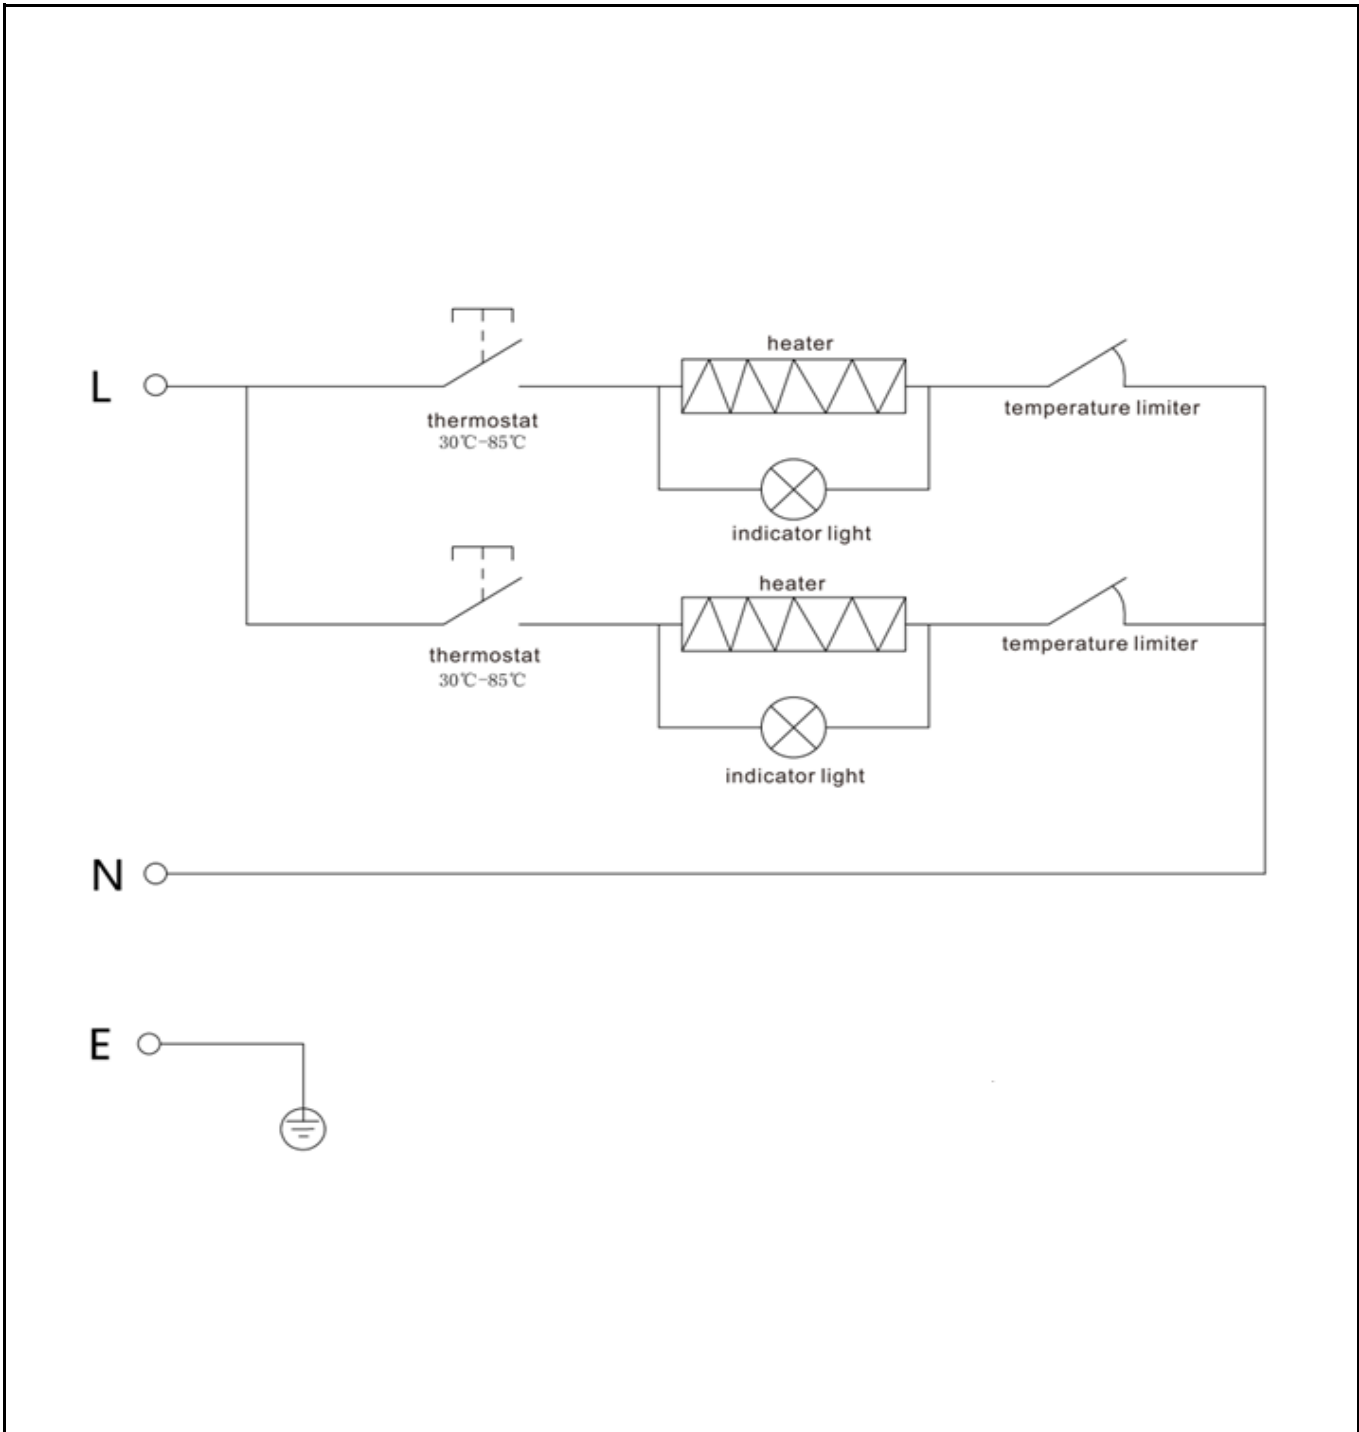 heater
L
thermostat
30℃-85℃
temperature limiter
indicator light
heater
thermostat
30℃-85℃
temperature limiter
indicator light
N
E